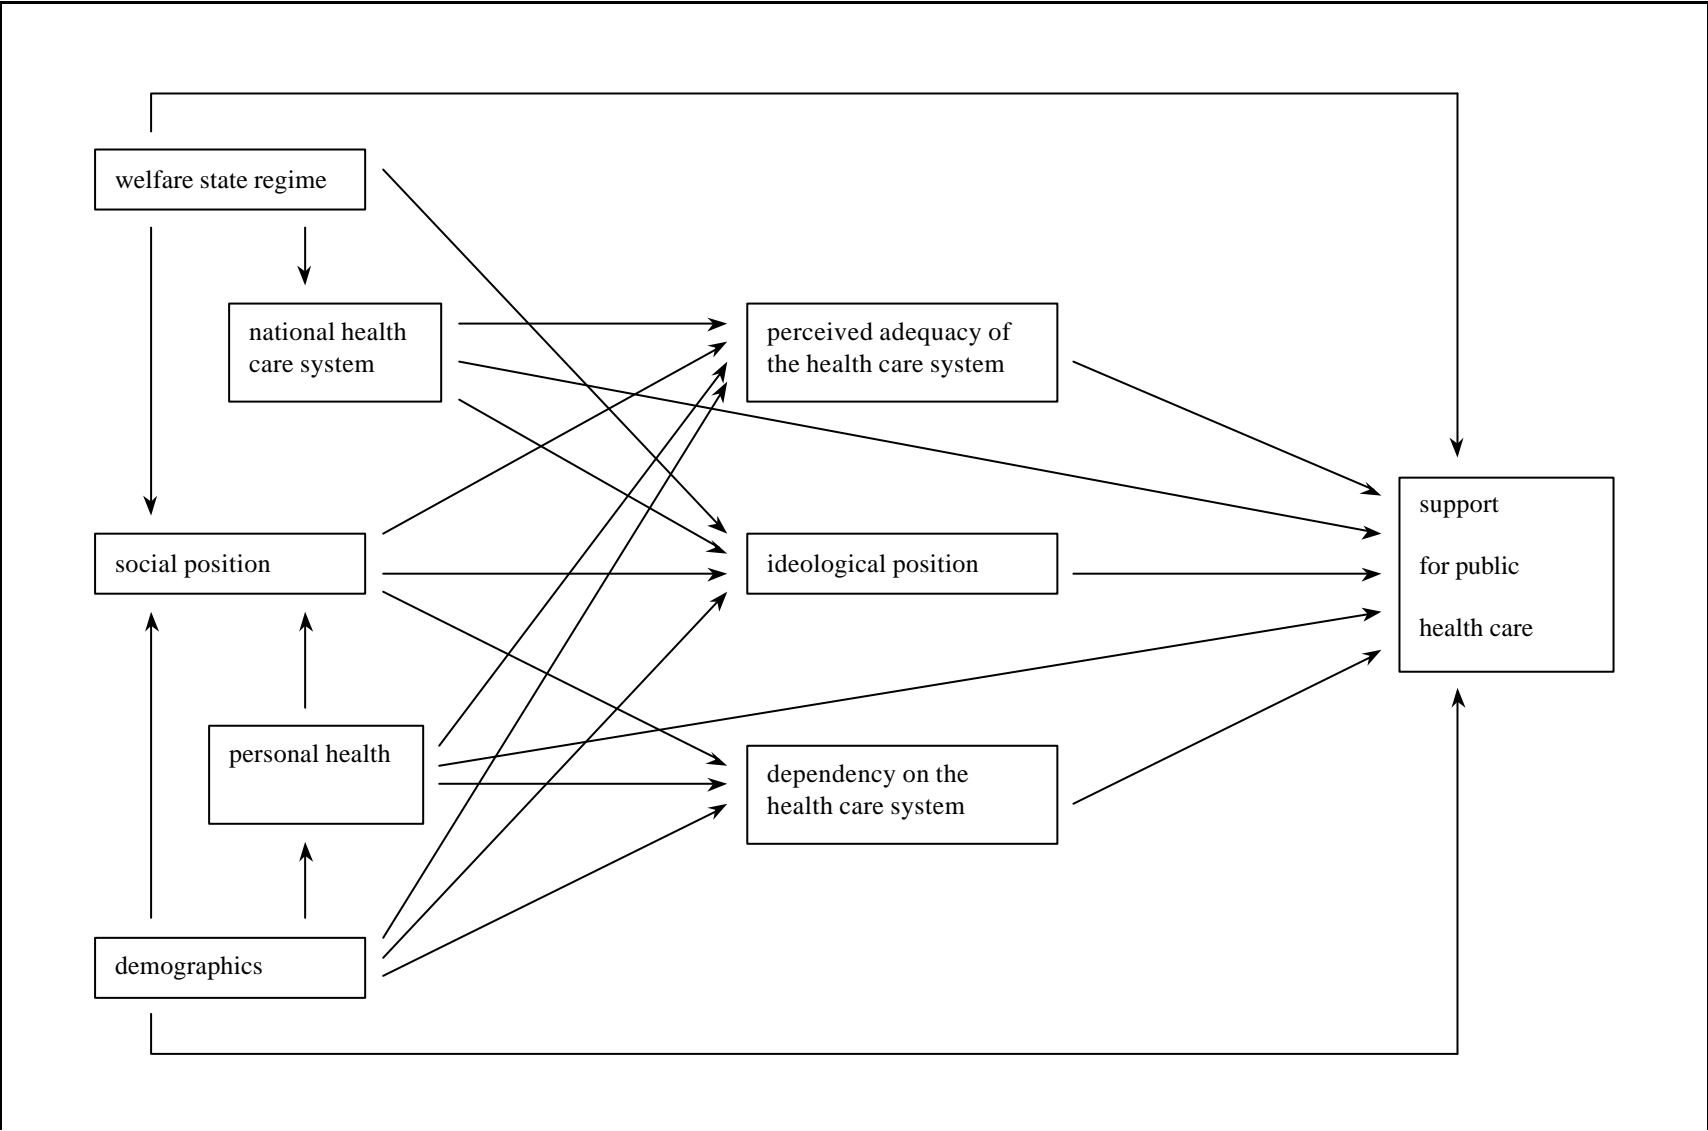 welfare state regime
national health
care system
perceived adequacy of
the health care system
support
for public
health care
social position
ideological position
personal health
dependency on the
health care system
demographics